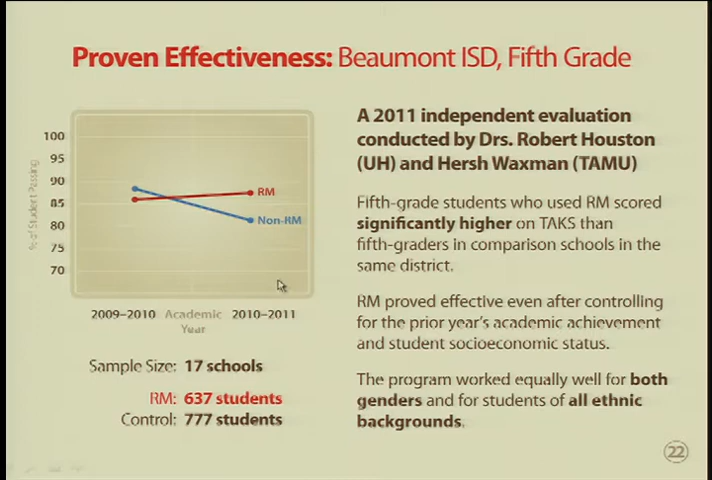 Proven Effectiveness: Beaumont ISD, Fifth Grade
100
95
90
85
80
75
70
% of Student Passing
RM
Non-RM
2009–2010 Academic Year 2010–2011
Sample Size: 17 schools
RM: 637 students
Control: 777 students
A 2011 independent evaluation
conducted by Drs. Robert Houston
(UH) and Hersh Waxman (TAMU)
Fifth-grade students who used RM scored
significantly higher on TAKS than
fifth-graders in comparison schools in the
same district.
RM proved effective even after controlling
for the prior year's academic achievement
and student socioeconomic status.
The program worked equally well for both
genders and for students of all ethnic
backgrounds.
22